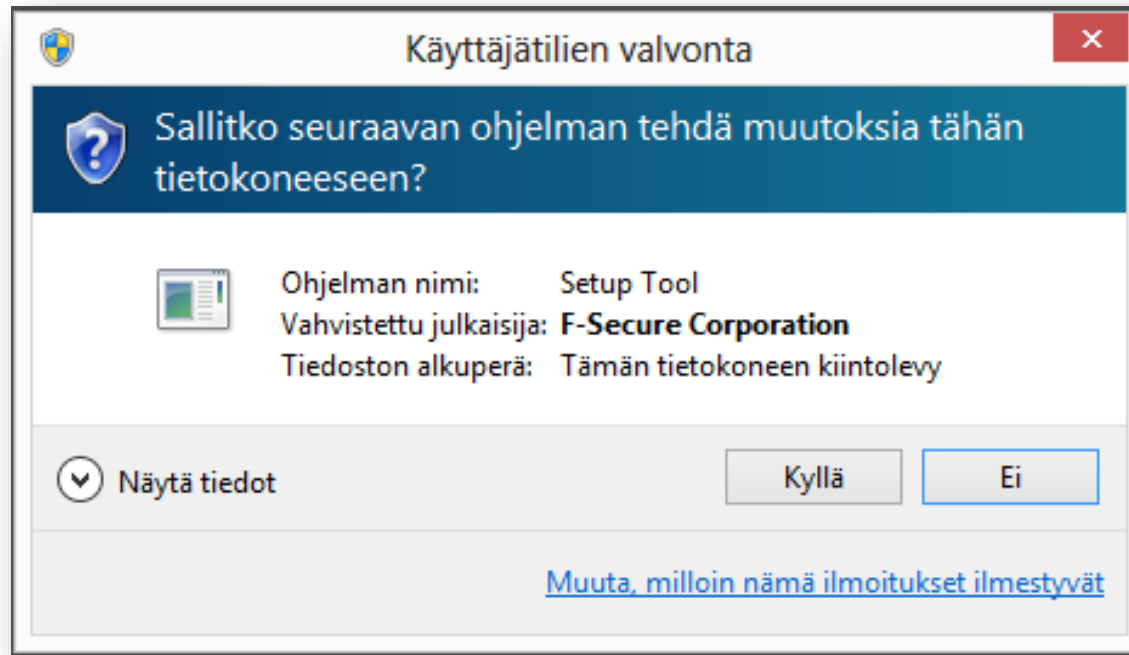 Käyttäjätilien valvonta
Sallitko seuraavan ohjelman tehdä muutoksia tähän
tietokoneeseen?
Ohjelman nimi: Setup Tool
Vahvistettu julkaisija: F-Secure Corporation
Tiedoston alkuperä: Tämän tietokoneen kiintolevy
Näytä tiedot
Kyllä
Ei
Muuta, milloin nämä ilmoitukset ilmestyvät